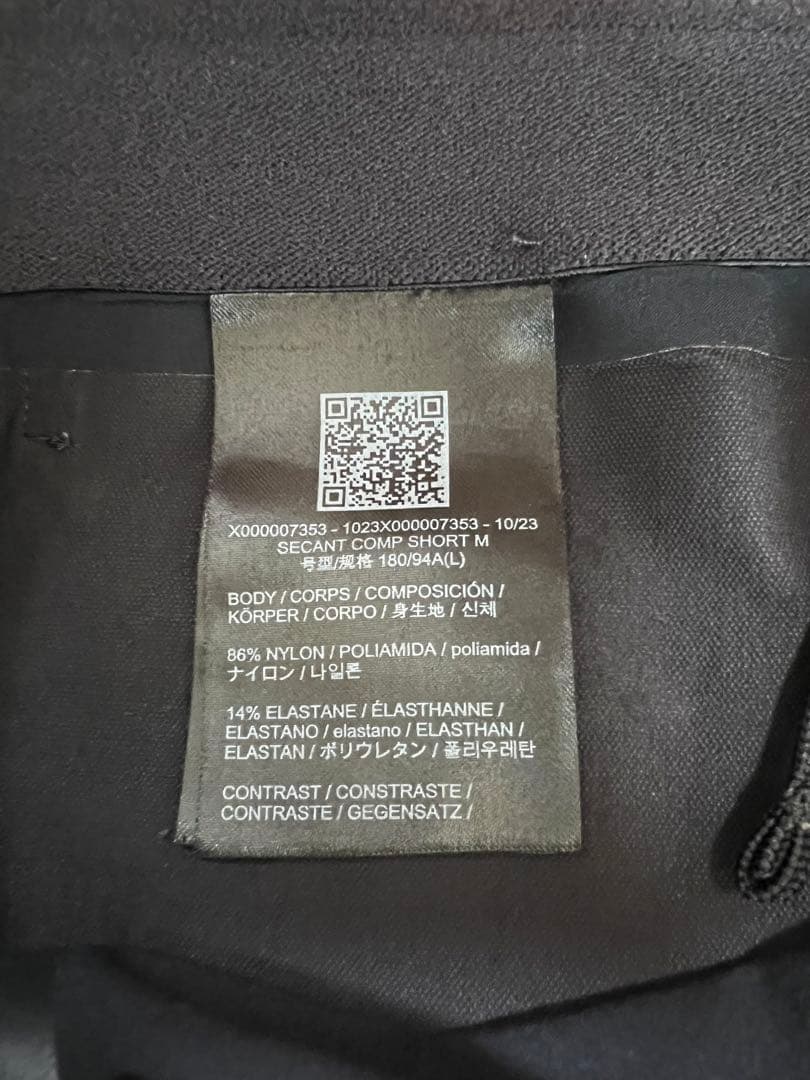 X000007353 - 1023X000007353 - 10/23
SECANT COMP SHORT M
号型/规格 180/94A(L)
BODY / CORPS / COMPOSICIÓN /
KÖRPER / CORPO / 身生地 / 신체
86% NYLON / POLIAMIDA / poliamida /
ナイロン / 나일론
14% ELASTANE / ÉLASTHANNE /
ELASTANO / elastano / ELASTHAN /
ELASTAN / ポリウレタン / 폴리우레탄
CONTRAST / CONSTRASTE /
CONTRASTE / GEGENSATZ /